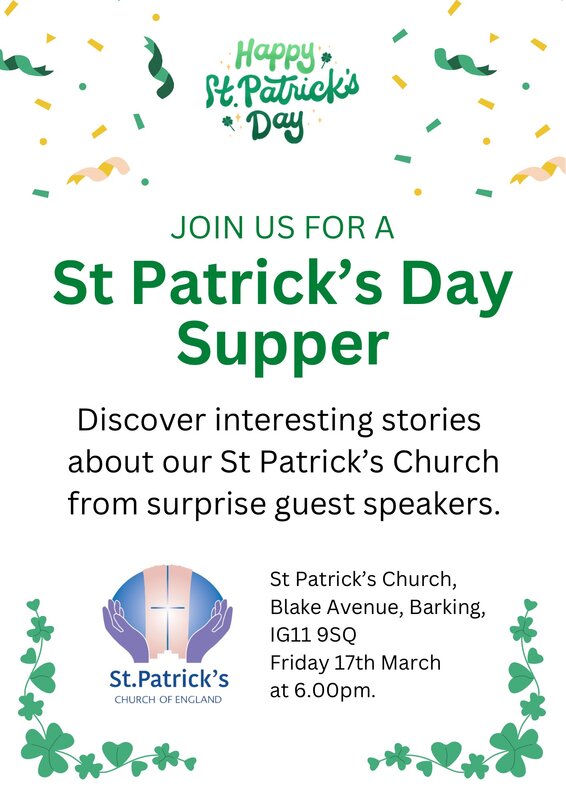 Happy
St. Patrick's
Day
JOIN US FOR A
St Patrick's Day
Supper
Discover interesting stories
about our St Patrick's Church
from surprise guest speakers.
St.Patrick's
CHURCH OF ENGLAND
St Patrick's Church,
Blake Avenue, Barking,
IG11 9SQ
Friday 17th March
at 6.00pm.